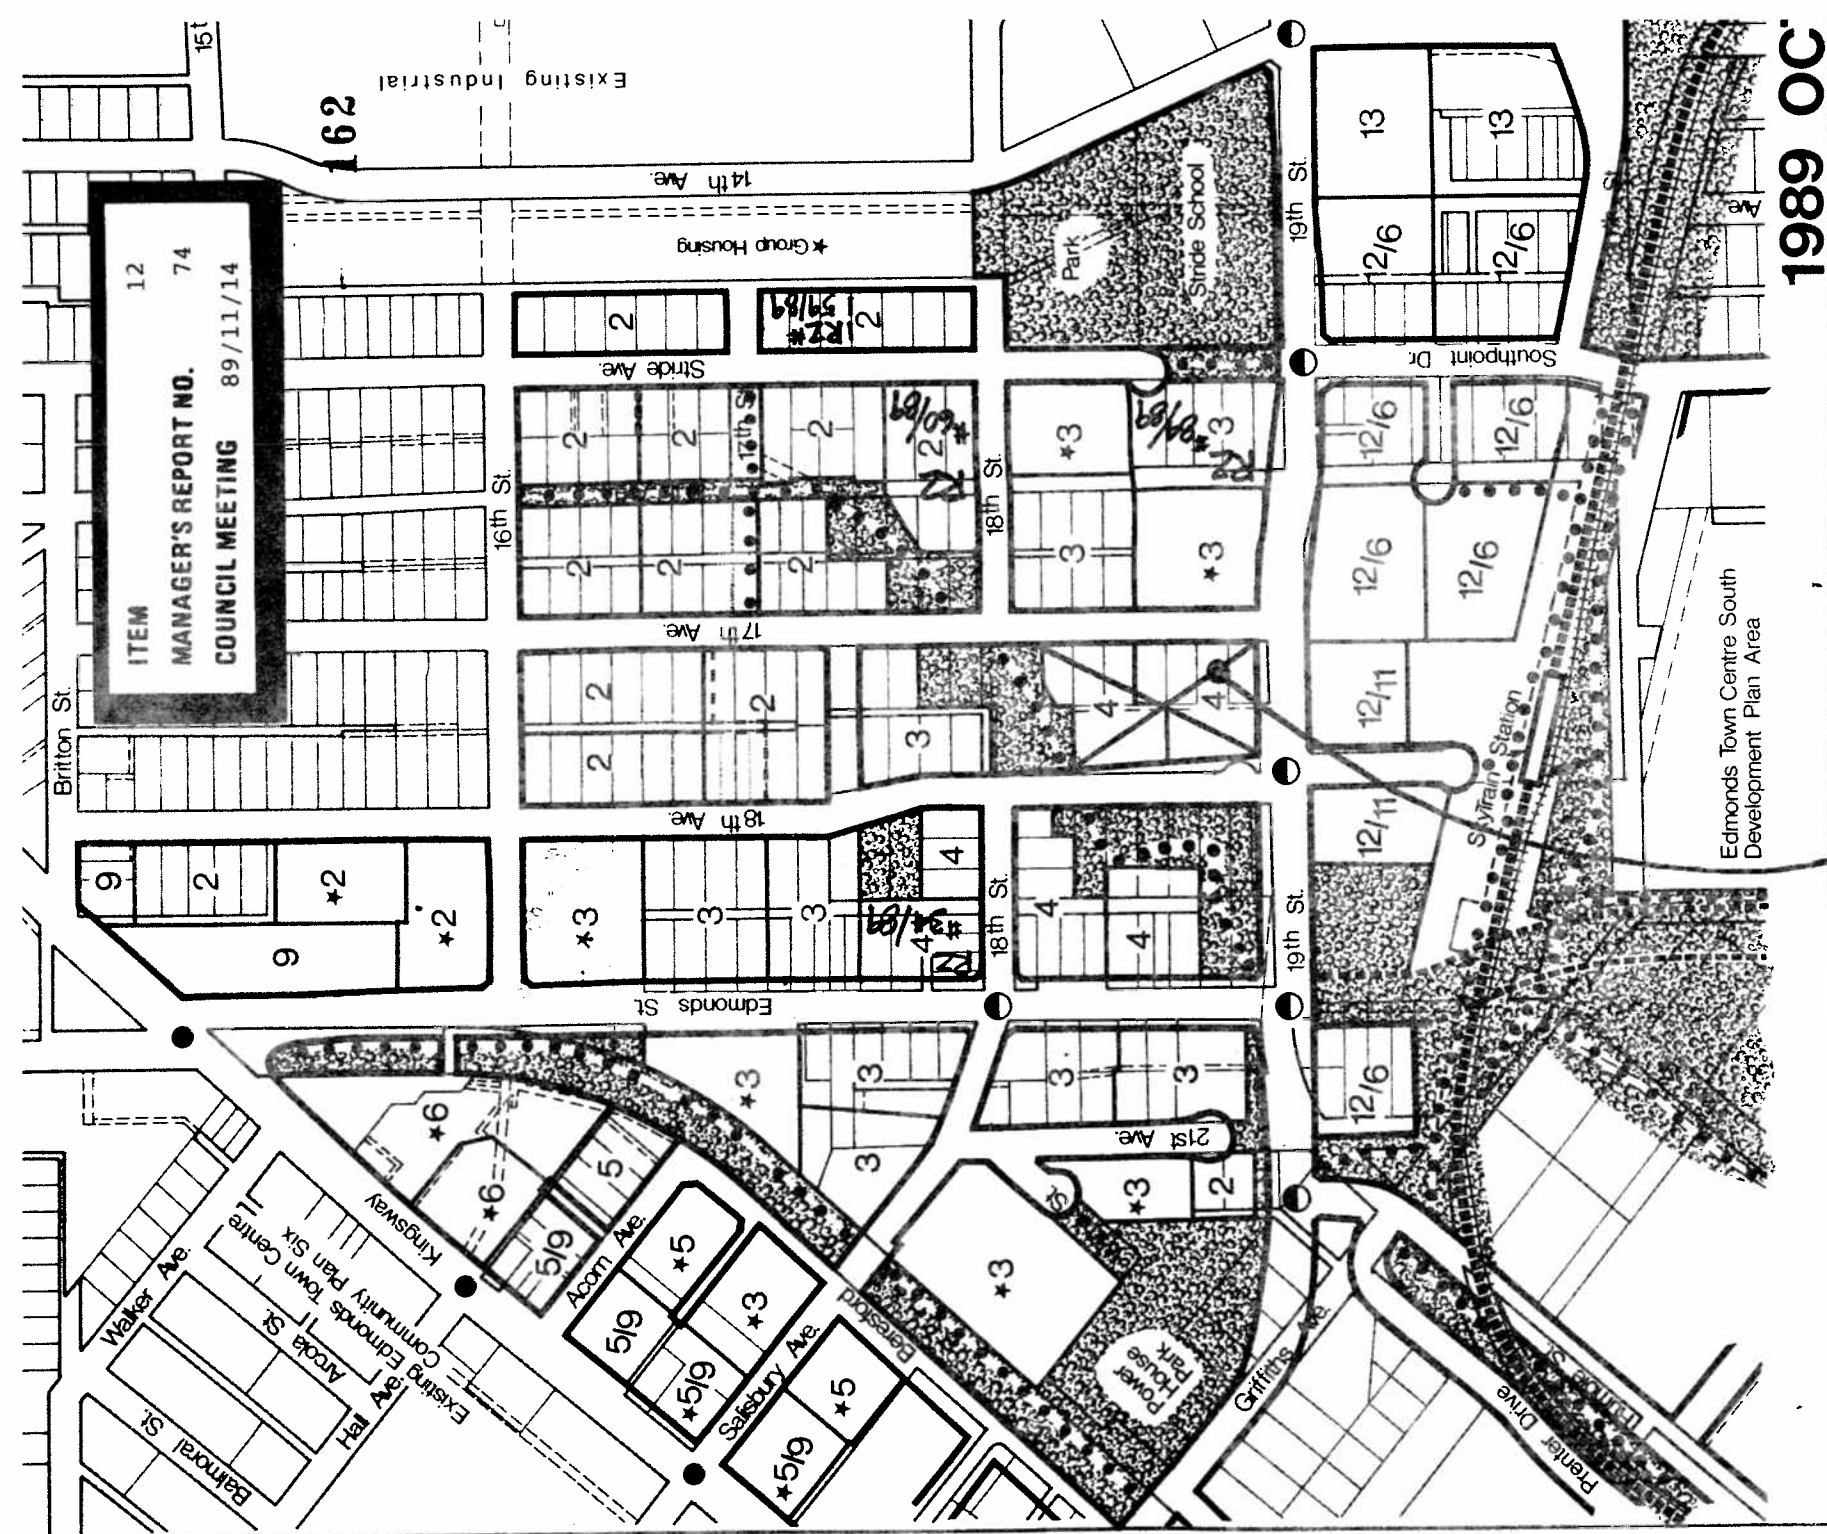 15t
162
Existing Industrial
14th Ave.
ITEM 12
MANAGER'S REPORT NO. 74
COUNCIL MEETING 89/11/14
★Group Housing
Park
Stride School
19th St.
13
13
12/6
12/6
1989 OC
Ave
St
2
RZ#
59/89
2
Stride Ave.
Southpoint Dr.
2
2
17th St
2
2
#60/89
RZ
★3
3
#89/89
RZ
12/6
12/6
16th St.
18th St.
2
2
2
3
★3
12/6
12/6
17th Ave.
Britton St.
2
2
2
3
4
4
12/11
SkyTrain Station
12/11
Edmonds Town Centre South
Development Plan Area
18th Ave.
9
2
★2
★2
9
★3
3
3
4
4
#34/89
RZ
18th St.
4
4
19th St.
Edmonds St.
★3
3
3
3
3
12/6
21st Ave.
★6
★6
5
5/9
Kingsway
Existing Edmonds Town Centre
Community Plan Six
Walker Ave.
Arcola St.
Hall Ave.
Balmoral St.
Acorn Ave.
★5
5/9
★3
★5/9
Salisbury Ave.
★5
★5/9
Beresford
St.
★3
★3
2
Power
House
Park
Griffiths Ave.
Prenter Drive